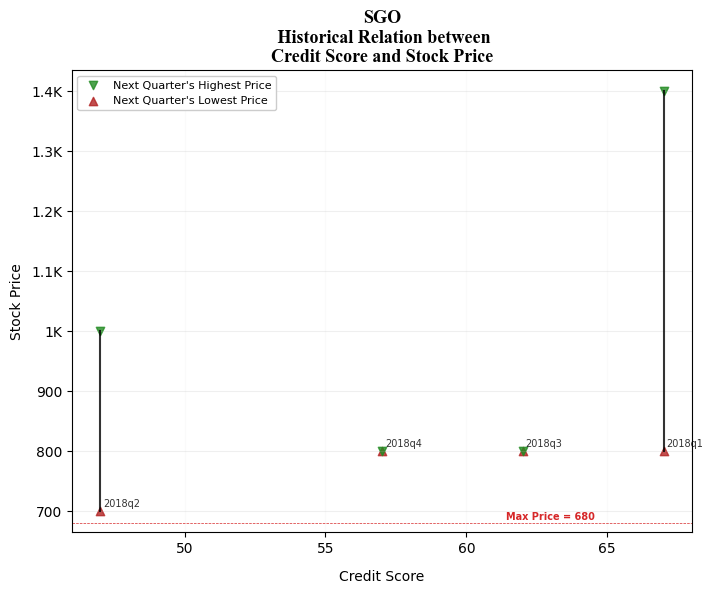 SGO
Historical Relation between
Credit Score and Stock Price
Next Quarter's Highest Price
Next Quarter's Lowest Price
1.4K
1.3K
1.2K
1.1K
1K
900
800
700
Stock Price
2018q4
2018q3
2018q1
2018q2
Max Price = 680
50
55
60
65
Credit Score